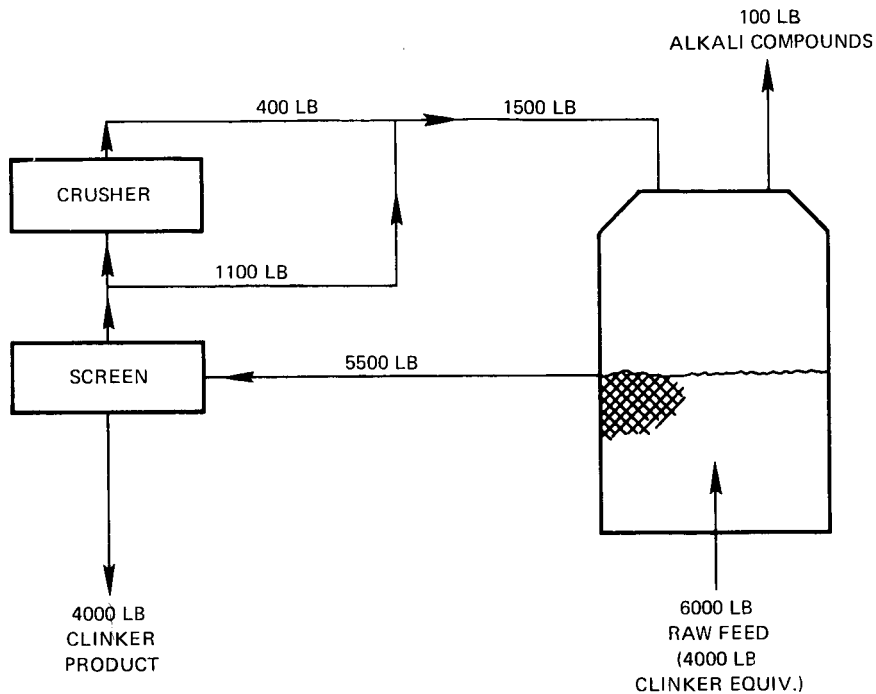 100 LB
ALKALI COMPOUNDS
400 LB
1500 LB
CRUSHER
1100 LB
SCREEN
5500 LB
4000 LB
CLINKER
PRODUCT
6000 LB
RAW FEED
(4000 LB
CLINKER EQUIV.)